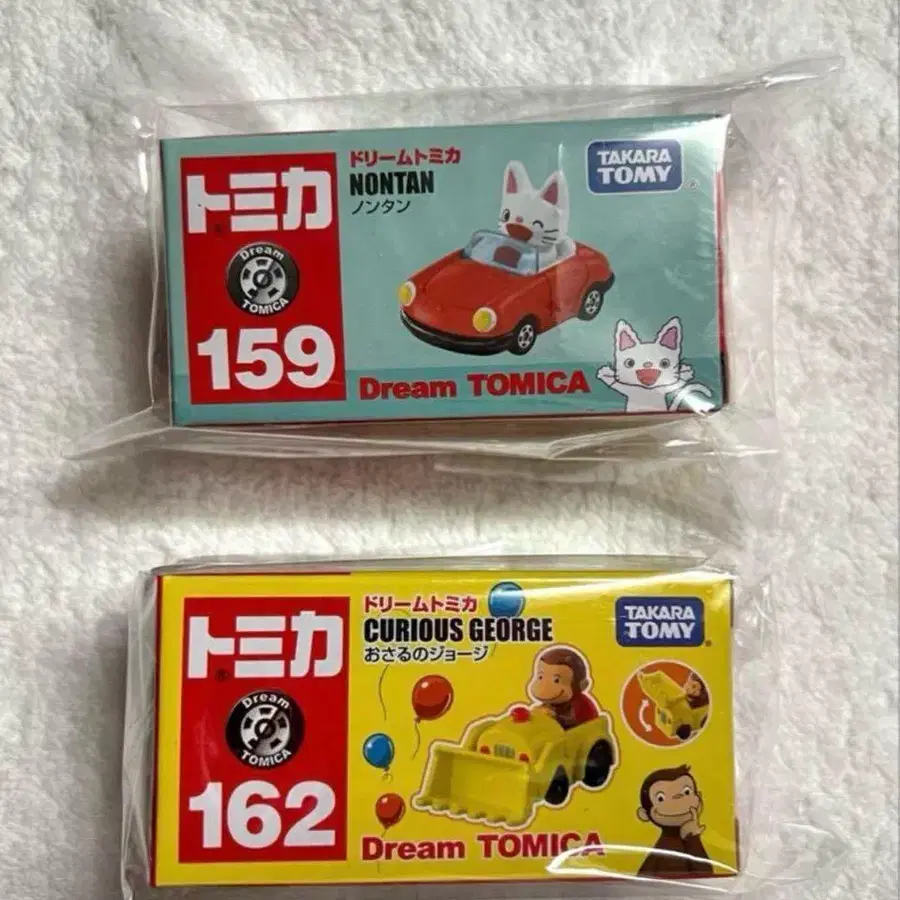 トミカ
Dream
TOMICA
159
ドリームトミカ
NONTAN
ノンタン
TAKARA
TOMY
Dream TOMICA
トミカ
Dream
TOMICA
162
ドリームトミカ
CURIOUS GEORGE
おさるのジョージ
TAKARA
TOMY
Dream TOMICA